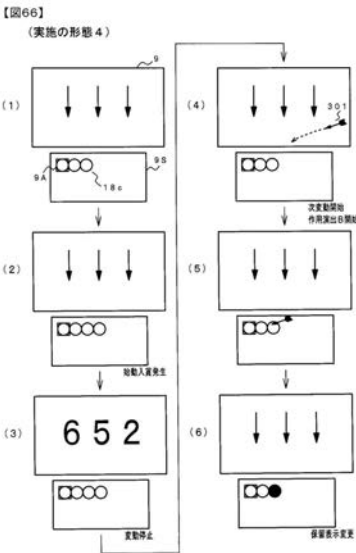 【図66】
(実施の形態4)
9
(1)
9A
18c
9S
(2)
始動入賞発生
(3)
652
変動停止
(4)
301
次変動開始
作用演出B開始
(5)
(6)
保留表示変更